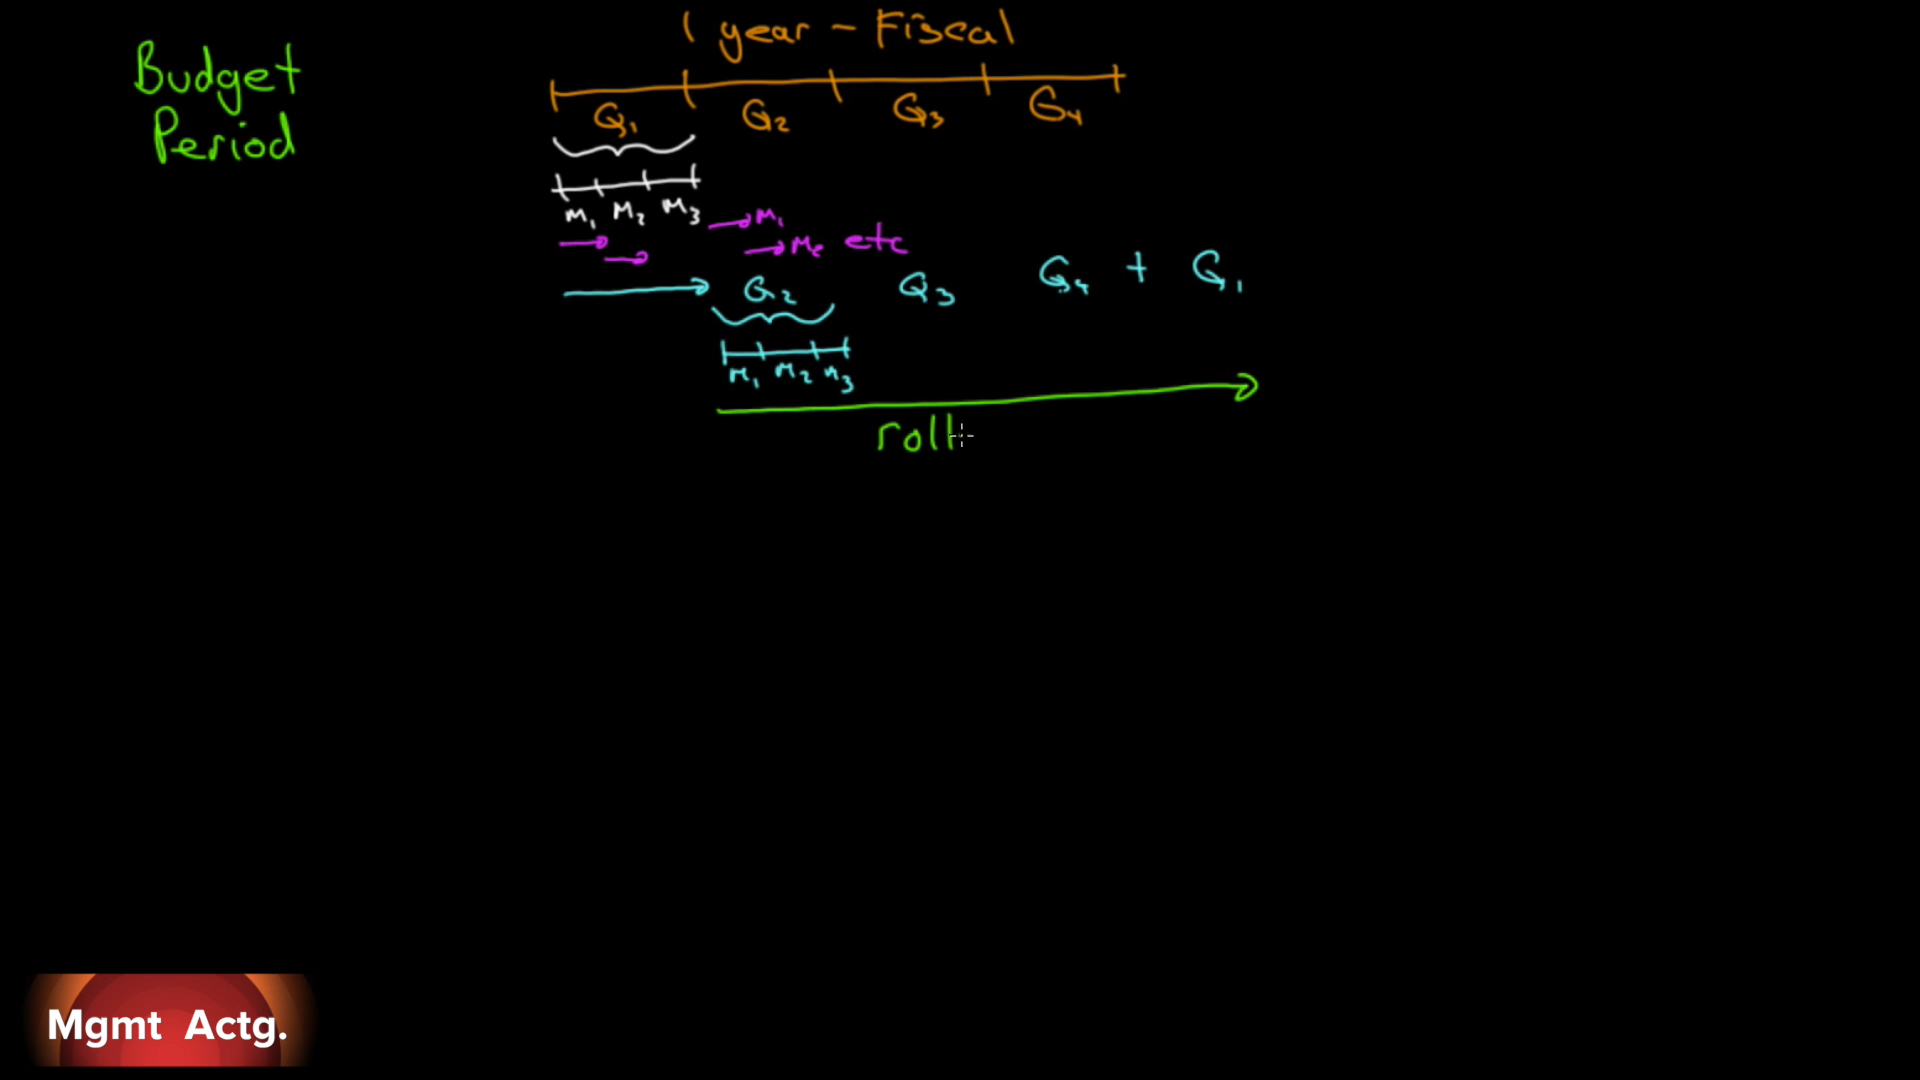 Budget
Period
1 year - Fiscal
Q1 Q2 Q3 Q4
M1 M2 M3
→ M1
→ M2 etc
Q2 Q3 Q4 + Q1
M1 M2 M3
roll
Mgmt Actg.